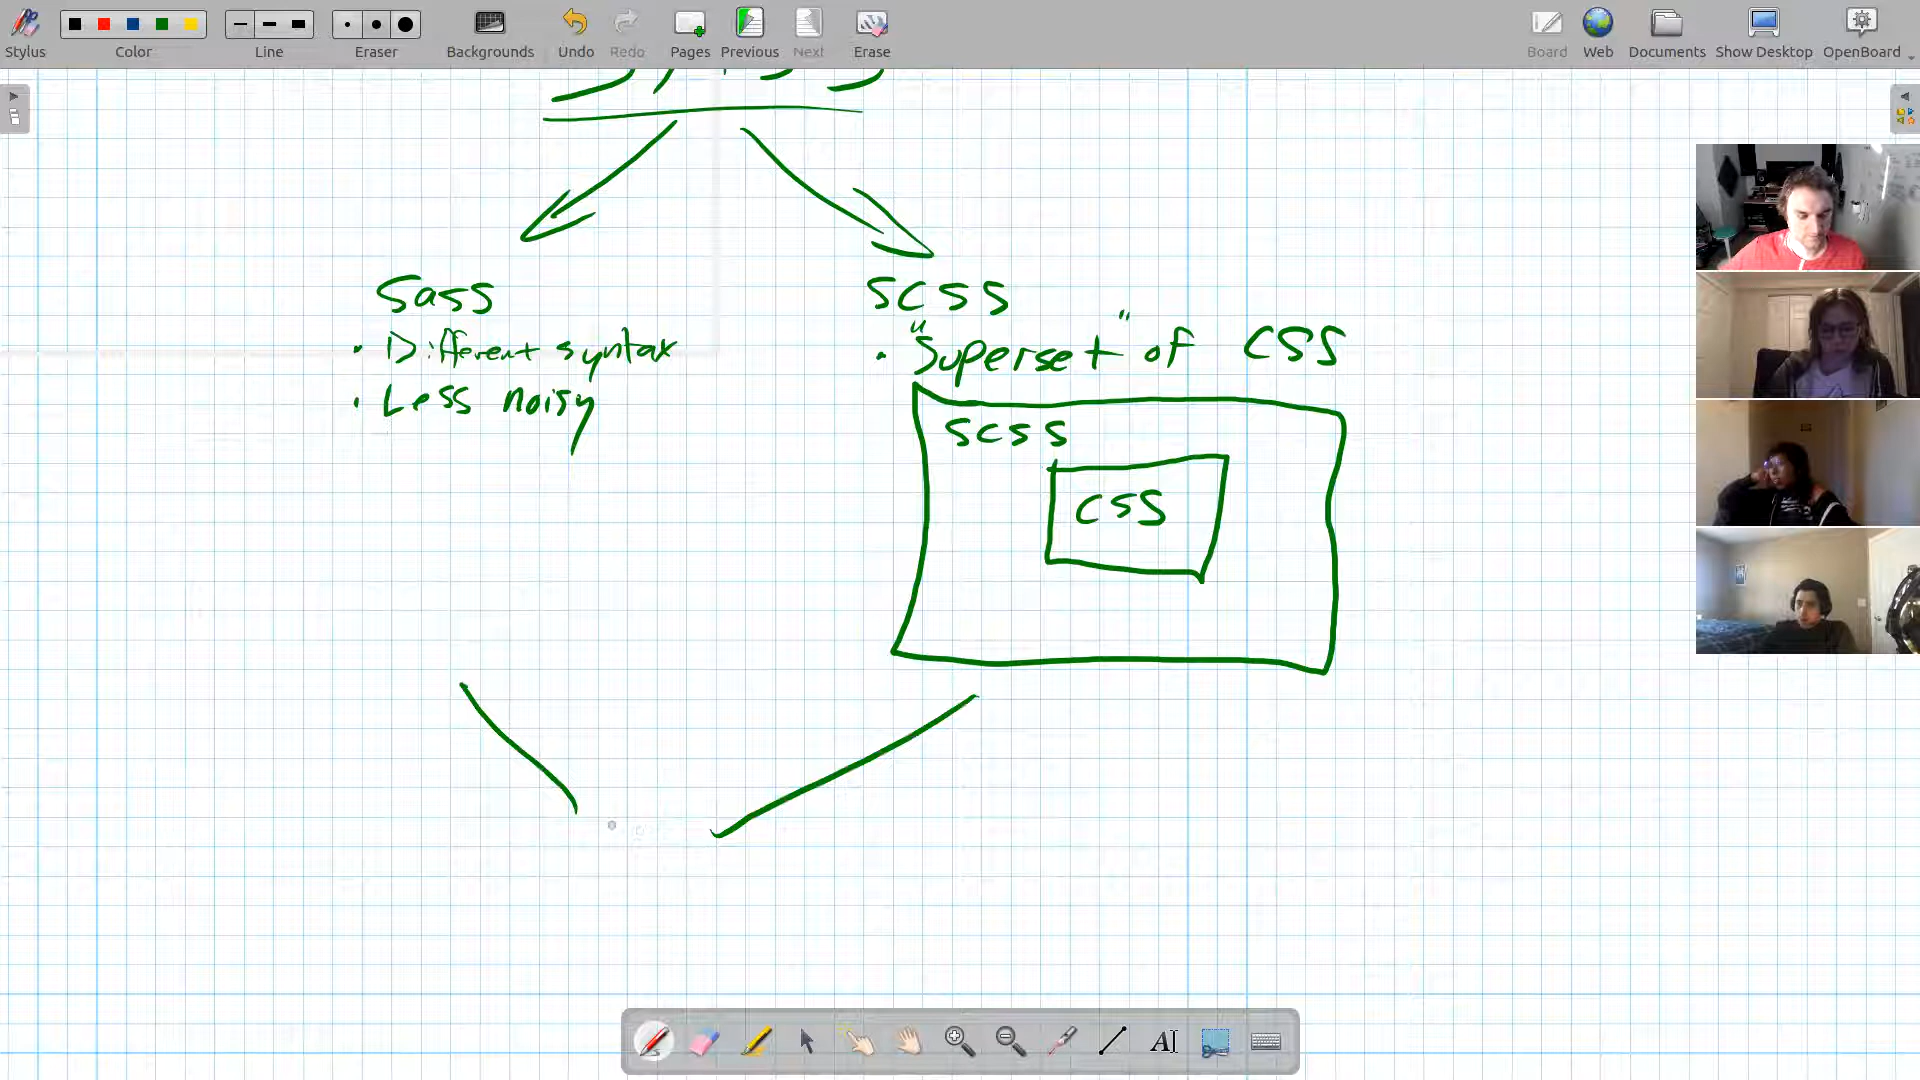 Stylus
Color
Line
Eraser
Backgrounds
Undo
Redo
Pages
Previous
Next
Erase
Board
Web
Documents
Show Desktop
OpenBoard
Sass
• Different syntax
• Less noisy
SCSS
• "Superset" of CSS
SCSS
CSS
AI